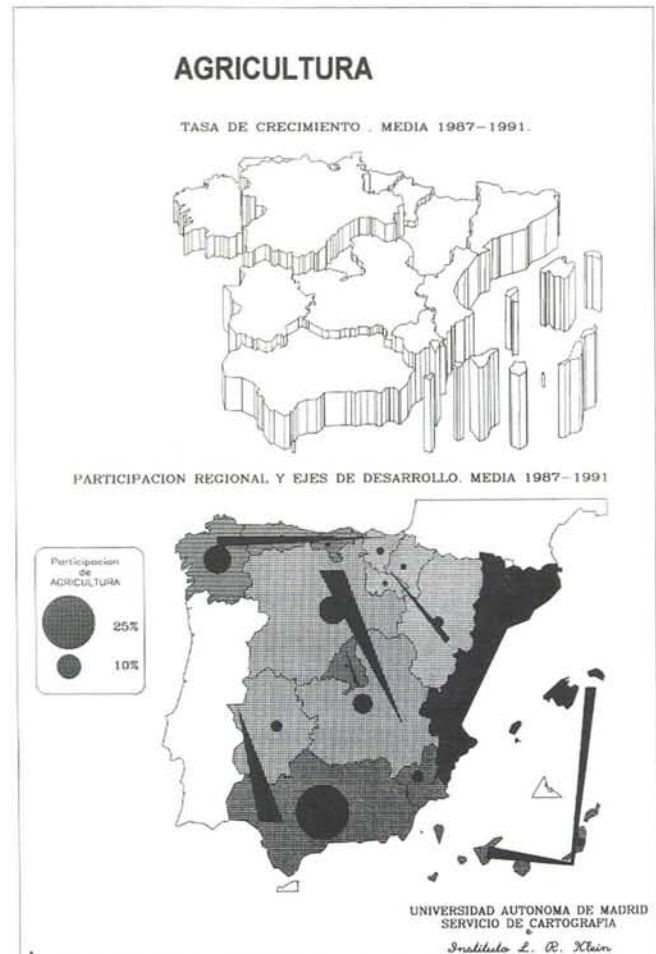 AGRICULTURA
TASA DE CRECIMIENTO . MEDIA 1987-1991.
PARTICIPACION REGIONAL Y EJES DE DESARROLLO. MEDIA 1987-1991
Participacion
de
AGRICULTURA
25%
10%
UNIVERSIDAD AUTONOMA DE MADRID
SERVICIO DE CARTOGRAFIA
Instituto L. R. Klein